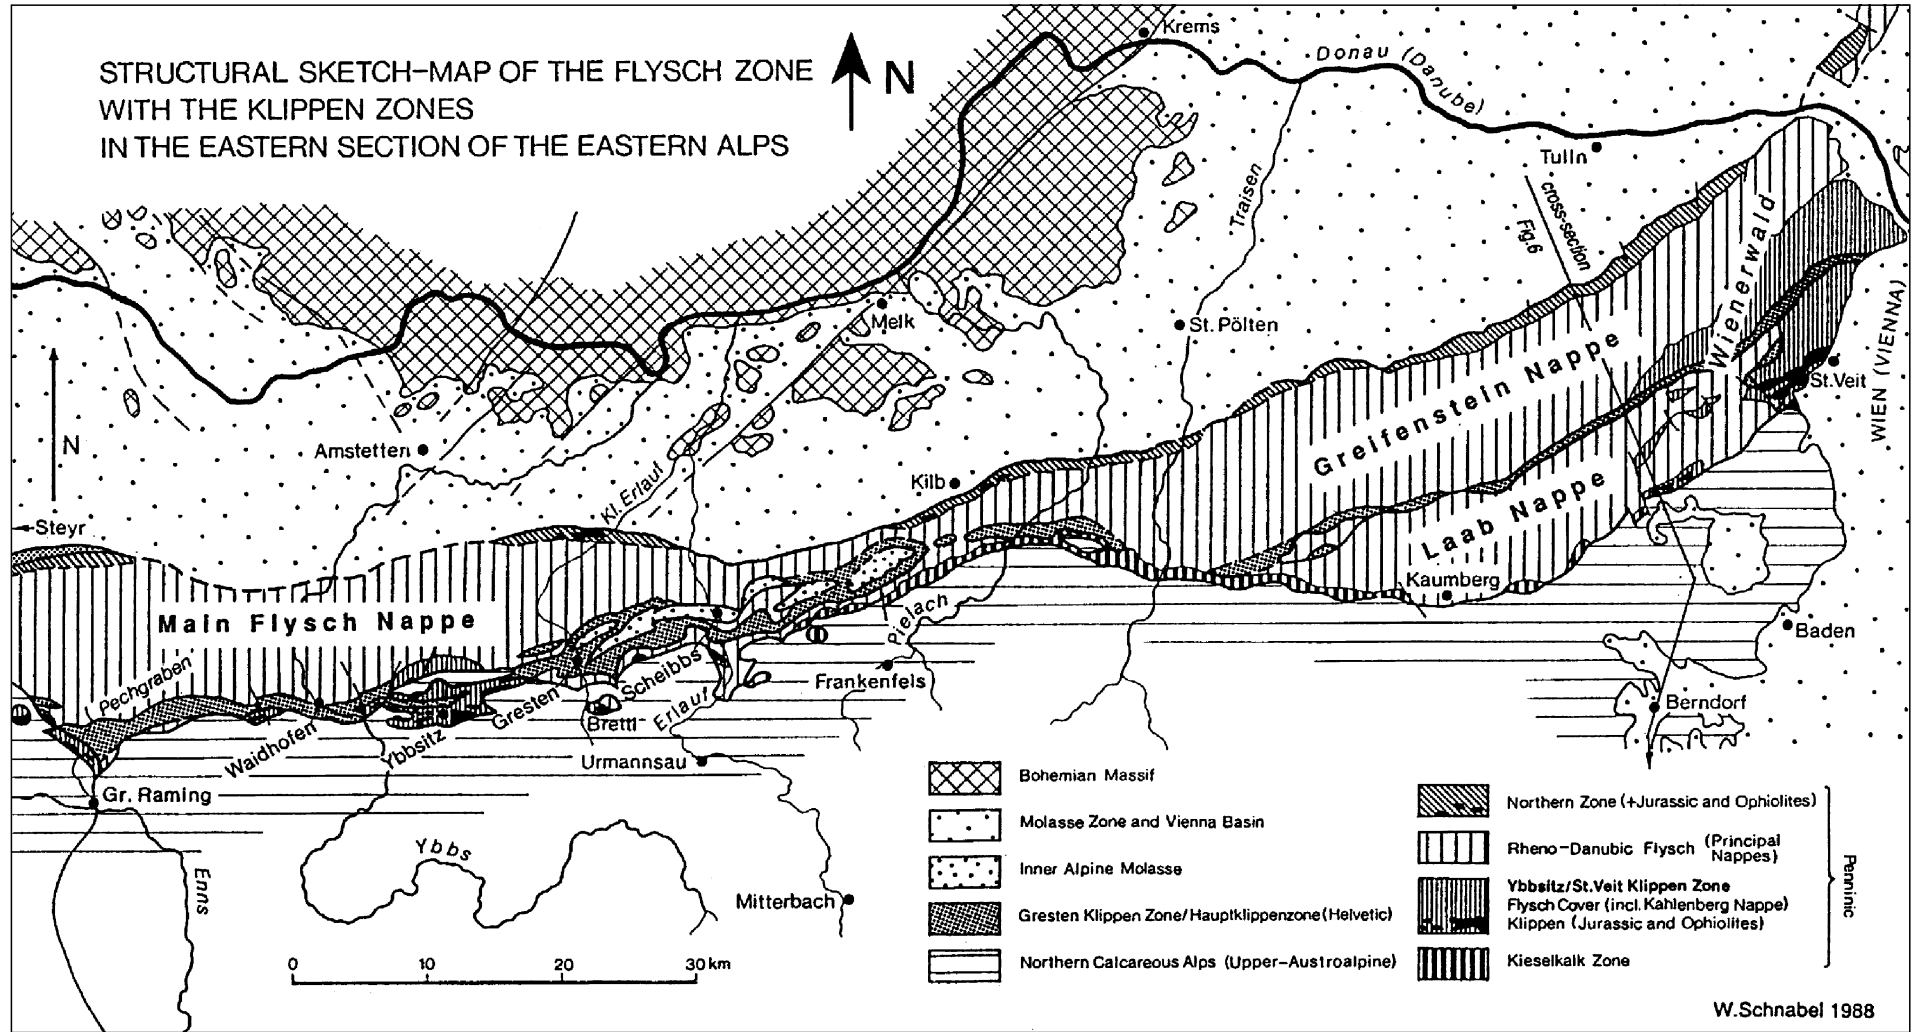 STRUCTURAL SKETCH-MAP OF THE FLYSCH ZONE
WITH THE KLIPPEN ZONES
IN THE EASTERN SECTION OF THE EASTERN ALPS
N
Krems
Donau (Danube)
Tulln
Traisen
cross-section
Fig.6
Wienerwald
Melk
St. Pölten
WIEN (VIENNA)
St.Veit
Greifenstein Nappe
N
Amstetten
Kl. Erlauf
Kilb
Laab Nappe
Steyr
Kaumberg
Main Flysch Nappe
Pielach
Baden
Pechgraben
Scheibbs
Frankenfels
Gresten
Brettl
Erlauf
Berndorf
Waidhofen
Ybbsitz
Urmannsau
Gr. Raming
Ybbs
Enns
Mitterbach
0 10 20 30 km
Bohemian Massif
Molasse Zone and Vienna Basin
Inner Alpine Molasse
Gresten Klippen Zone/Hauptklippenzone (Helvetic)
Northern Calcareous Alps (Upper-Austroalpine)
Northern Zone (+Jurassic and Ophiolites)
Rheno-Danubic Flysch (Principal
Nappes)
Ybbsitz/St.Veit Klippen Zone
Flysch Cover (incl. Kahlenberg Nappe)
Klippen (Jurassic and Ophiolites)
Kieselkalk Zone
Pennic
W.Schnabel 1988